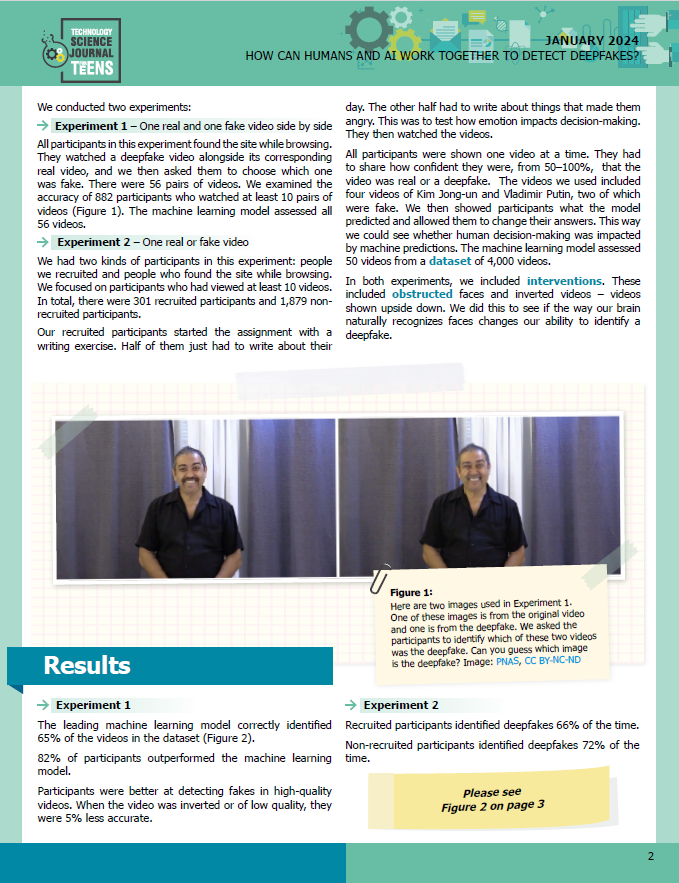 TECHNOLOGY
SCIENCE
JOURNAL
FOR TEENS
JANUARY 2024
HOW CAN HUMANS AND AI WORK TOGETHER TO DETECT DEEPFAKES?
We conducted two experiments:
Experiment 1 – One real and one fake video side by side
All participants in this experiment found the site while browsing.
They watched a deepfake video alongside its corresponding
real video, and we then asked them to choose which one
was fake. There were 56 pairs of videos. We examined the
accuracy of 882 participants who watched at least 10 pairs of
videos (Figure 1). The machine learning model assessed all
56 videos.
Experiment 2 – One real or fake video
We had two kinds of participants in this experiment: people
we recruited and people who found the site while browsing.
We focused on participants who had viewed at least 10 videos.
In total, there were 301 recruited participants and 1,879 non-
recruited participants.
Our recruited participants started the assignment with a
writing exercise. Half of them just had to write about their
day. The other half had to write about things that made them
angry. This was to test how emotion impacts decision-making.
They then watched the videos.
All participants were shown one video at a time. They had
to share how confident they were, from 50–100%, that the
video was real or a deepfake. The videos we used included
four videos of Kim Jong-un and Vladimir Putin, two of which
were fake. We then showed participants what the model
predicted and allowed them to change their answers. This way
we could see whether human decision-making was impacted
by machine predictions. The machine learning model assessed
50 videos from a dataset of 4,000 videos.
In both experiments, we included interventions. These
included obstructed faces and inverted videos – videos
shown upside down. We did this to see if the way our brain
naturally recognizes faces changes our ability to identify a
deepfake.
Figure 1:
Here are two images used in Experiment 1.
One of these images is from the original video
and one is from the deepfake. We asked the
participants to identify which of these two videos
was the deepfake. Can you guess which image
is the deepfake? Image: PNAS, CC BY-NC-ND
Results
Experiment 1
The leading machine learning model correctly identified
65% of the videos in the dataset (Figure 2).
82% of participants outperformed the machine learning
model.
Participants were better at detecting fakes in high-quality
videos. When the video was inverted or of low quality, they
were 5% less accurate.
Experiment 2
Recruited participants identified deepfakes 66% of the time.
Non-recruited participants identified deepfakes 72% of the
time.
Please see
Figure 2 on page 3
2